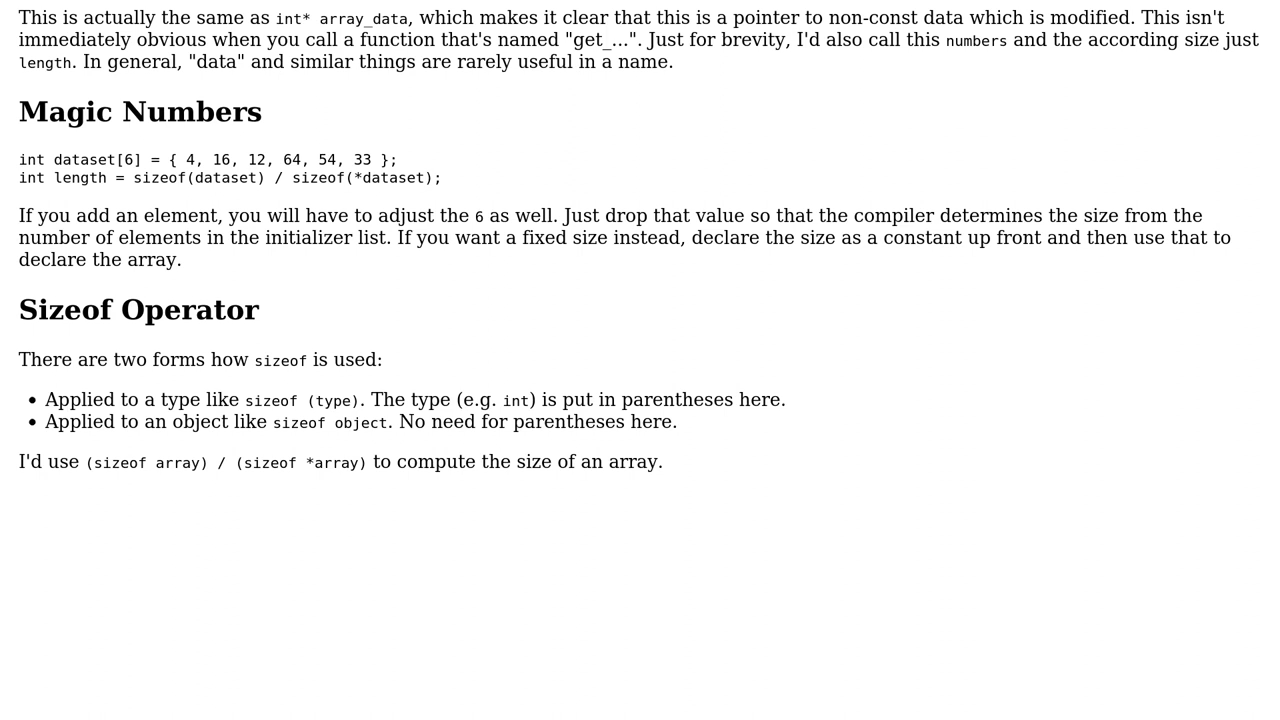 This is actually the same as int* array_data, which makes it clear that this is a pointer to non-const data which is modified. This isn't
immediately obvious when you call a function that's named "get_...". Just for brevity, I'd also call this numbers and the according size just
length. In general, "data" and similar things are rarely useful in a name.
Magic Numbers
int dataset[6] = { 4, 16, 12, 64, 54, 33 };
int length = sizeof(dataset) / sizeof(*dataset);
If you add an element, you will have to adjust the 6 as well. Just drop that value so that the compiler determines the size from the
number of elements in the initializer list. If you want a fixed size instead, declare the size as a constant up front and then use that to
declare the array.
Sizeof Operator
There are two forms how sizeof is used:
• Applied to a type like sizeof (type). The type (e.g. int) is put in parentheses here.
• Applied to an object like sizeof object. No need for parentheses here.
I'd use (sizeof array) / (sizeof *array) to compute the size of an array.